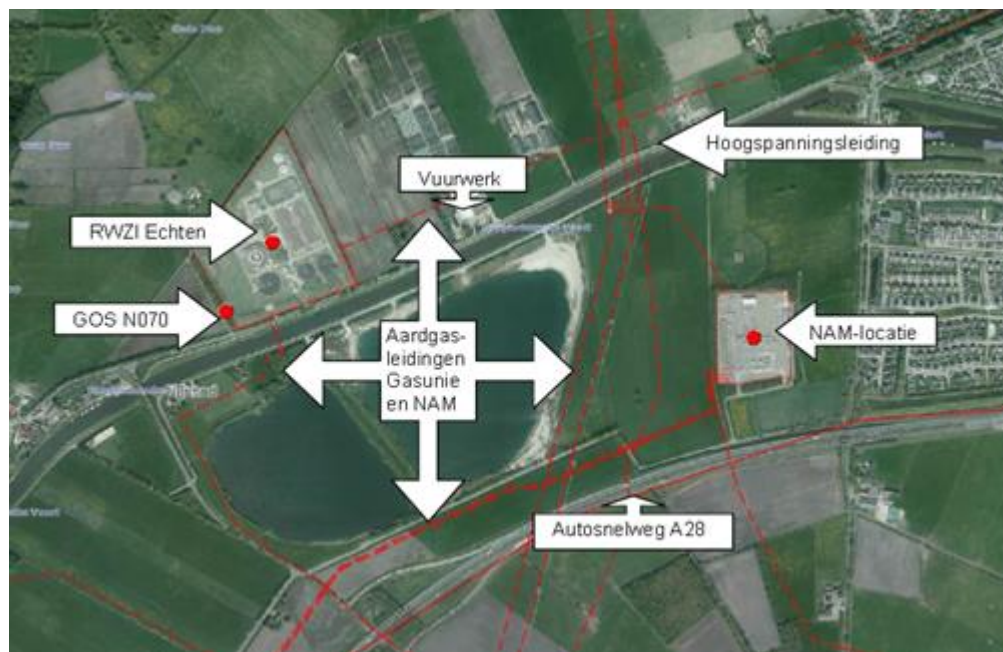 Hoogspanningsleiding
Vuurwerk
RWZI Echten
GOS N070
Aardgas-
leidingen
Gasunie
en NAM
NAM-locatie
Autosnelweg A28